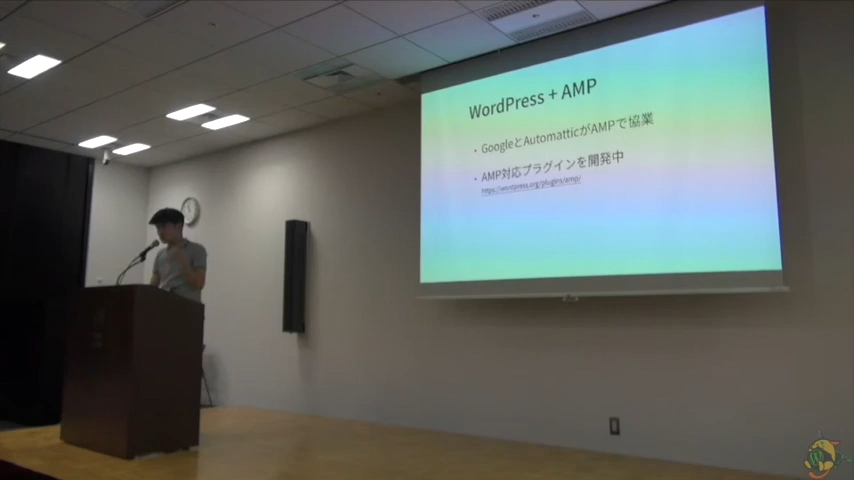 WordPress + AMP
・GoogleとAutomatticがAMPで協業
・AMP対応プラグインを開発中
https://wordpress.org/plugins/amp/